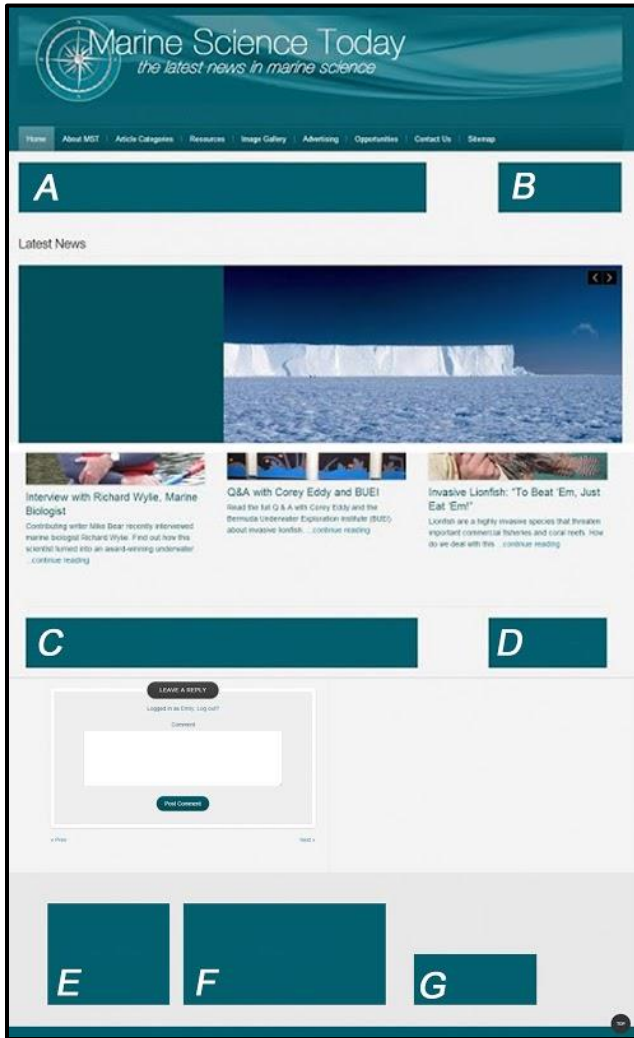 Marine Science Today
the latest news in marine science
Home About MST Article Categories Resources Image Gallery Advertising Opportunities Contact Us Sitemap
A
B
Latest News
Interview with Richard Wylie, Marine
Biologist
Contributing writer Mike Bear recently interviewed
marine biologist Richard Wylie. Find out how this
scientist turned into an award-winning underwater
...continue reading
Q&A with Corey Eddy and BUEI
Read the full Q & A with Corey Eddy and the
Bermuda Underwater Exploration Institute (BUEI)
about invasive lionfish. ...continue reading
Invasive Lionfish: "To Beat 'Em, Just
Eat 'Em!"
Lionfish are a highly invasive species that threaten
important commercial fisheries and coral reefs. How
do we deal with this ...continue reading
C
D
LEAVE A REPLY
Logged in as Emily. Log out?
Comment
Post Comment
« Prev
Next »
E
F
G
TOP